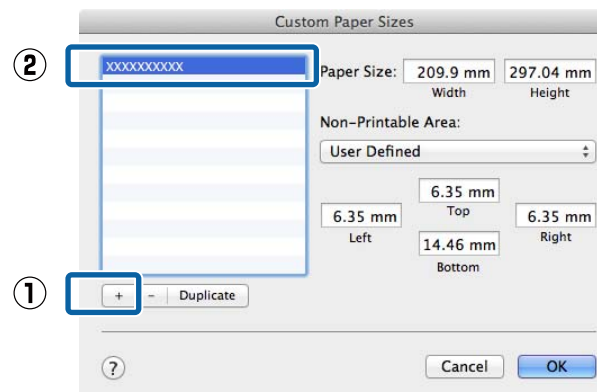 Custom Paper Sizes
②
XXXXXXXXXX
Paper Size: 209.9 mm 297.04 mm
Width Height
Non-Printable Area:
User Defined
6.35 mm
Top
6.35 mm 6.35 mm
Left Right
14.46 mm
Bottom
①
+ - Duplicate
? Cancel OK